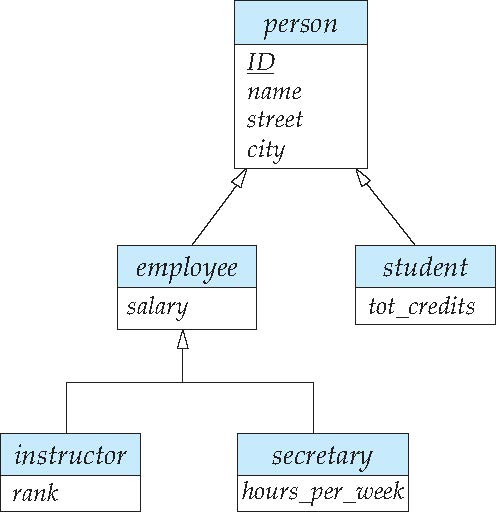 person
ID
name
street
city
employee
salary
student
tot_credits
instructor
rank
secretary
hours_per_week